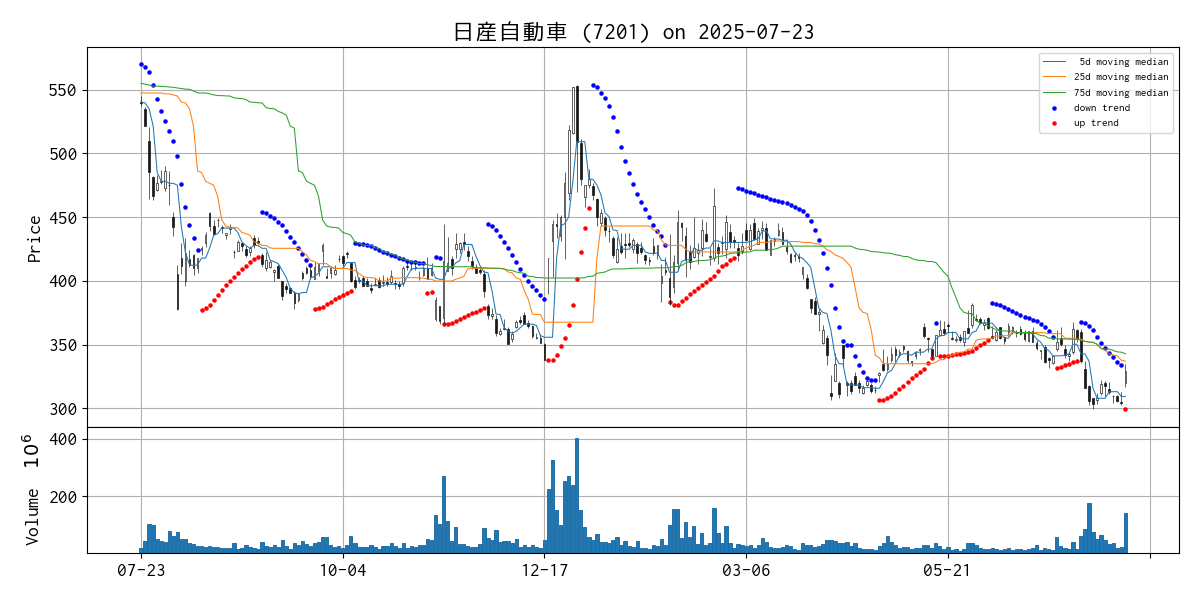 日産自動車 (7201) on 2025-07-23
5d moving median
25d moving median
75d moving median
down trend
up trend
Price
550
500
450
400
350
300
Volume 10^6
400
200
07-23 10-04 12-17 03-06 05-21